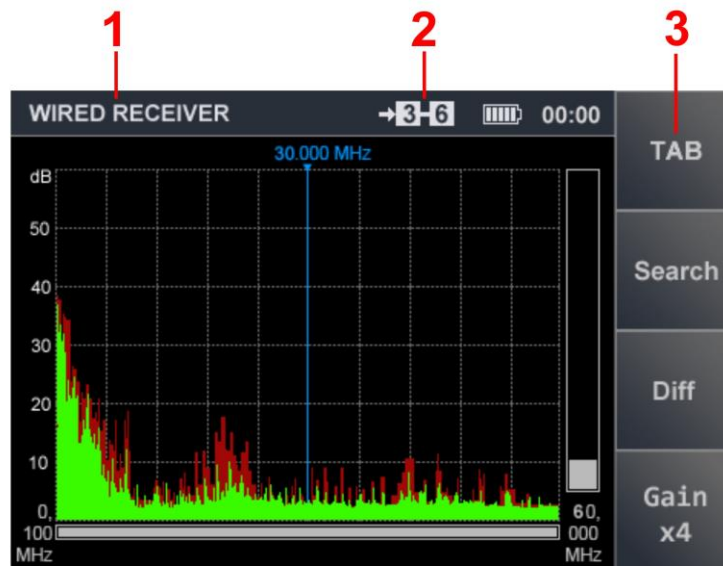 1 2 3
WIRED RECEIVER →3-6 00:00
TAB
30.000 MHz
dB
50
40
Search
30
Diff
20
10
0, 60,
100 000
MHz MHz
Gain
x4